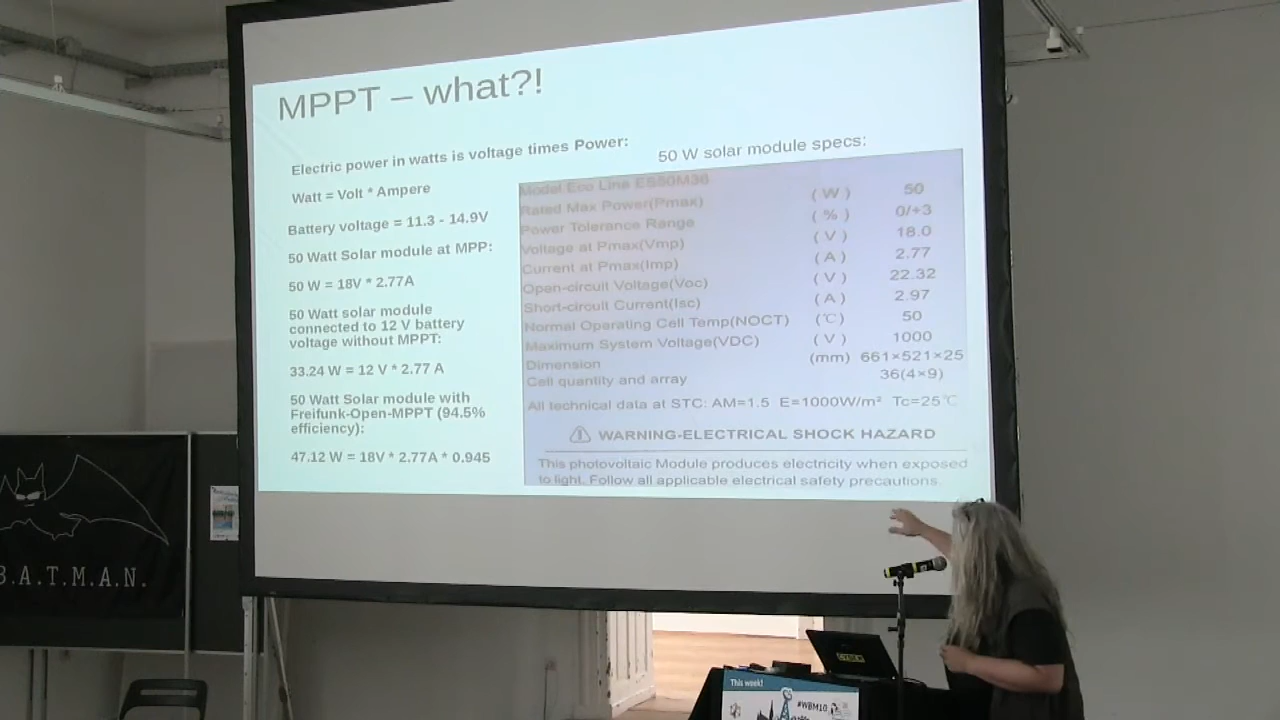 MPPT – what?!
Electric power in watts is voltage times Power:
Watt = Volt * Ampere
Battery voltage = 11.3 - 14.9V
50 Watt Solar module at MPP:
50 W = 18V * 2.77A
50 Watt solar module
connected to 12 V battery
voltage without MPPT:
33.24 W = 12 V * 2.77 A
50 Watt Solar module with
Freifunk-Open-MPPT (94.5%
efficiency):
47.12 W = 18V * 2.77A * 0.945
50 W solar module specs:
Model Eco Line ES50M36
Rated Max Power(Pmax) (W) 50
Power Tolerance Range (%) 0/+3
Voltage at Pmax(Vmp) (V) 18.0
Current at Pmax(Imp) (A) 2.77
Open-circuit Voltage(Voc) (V) 22.32
Short-circuit Current(Isc) (A) 2.97
Normal Operating Cell Temp(NOCT) (℃) 50
Maximum System Voltage(VDC) (V) 1000
Dimension (mm) 661×521×25
Cell quantity and array 36(4×9)
All technical data at STC: AM=1.5 E=1000W/m² Tc=25℃
WARNING-ELECTRICAL SHOCK HAZARD
This photovoltaic Module produces electricity when exposed
to light. Follow all applicable electrical safety precautions.
B.A.T.M.A.N.
This week!
#WBM10